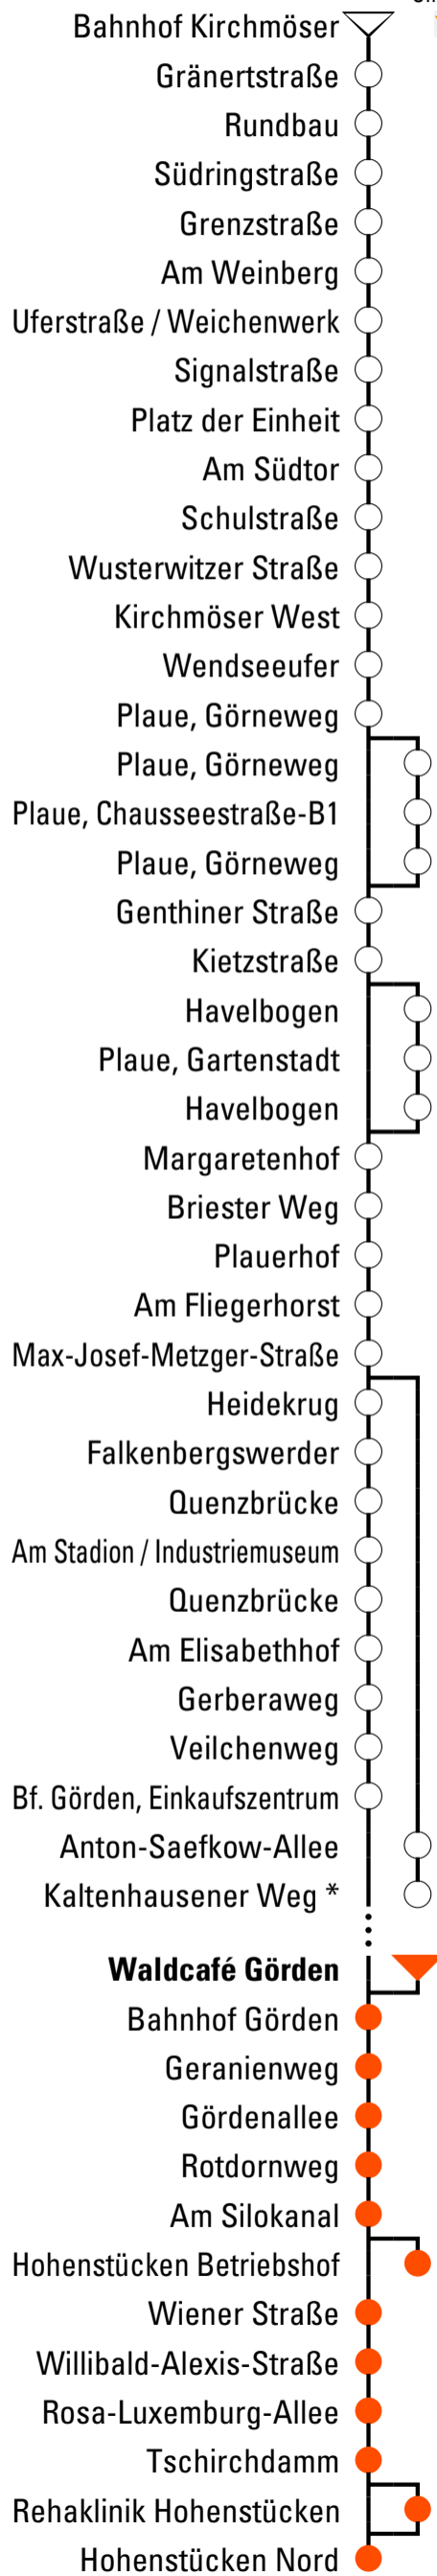 Bahnhof Kirchmöser
Gränertstraße
Rundbau
Südringstraße
Grenzstraße
Am Weinberg
Uferstraße / Weichenwerk
Signalstraße
Platz der Einheit
Am Südtor
Schulstraße
Wusterwitzer Straße
Kirchmöser West
Wendseeufer
Plaue, Görneweg
Plaue, Görneweg
Plaue, Chausseestraße-B1
Plaue, Görneweg
Genthiner Straße
Kietzstraße
Havelbogen
Plaue, Gartenstadt
Havelbogen
Margaretenhof
Briester Weg
Plauerhof
Am Fliegerhorst
Max-Josef-Metzger-Straße
Heidekrug
Falkenbergswerder
Quenzbrücke
Am Stadion / Industriemuseum
Quenzbrücke
Am Elisabethhof
Gerberaweg
Veilchenweg
Bf. Görden, Einkaufszentrum
Anton-Saefkow-Allee
Kaltenhausener Weg *
Waldcafé Görden
Bahnhof Görden
Geranienweg
Gördenallee
Rotdornweg
Am Silokanal
Hohenstücken Betriebshof
Wiener Straße
Willibald-Alexis-Straße
Rosa-Luxemburg-Allee
Tschirchdamm
Rehaklinik Hohenstücken
Hohenstücken Nord